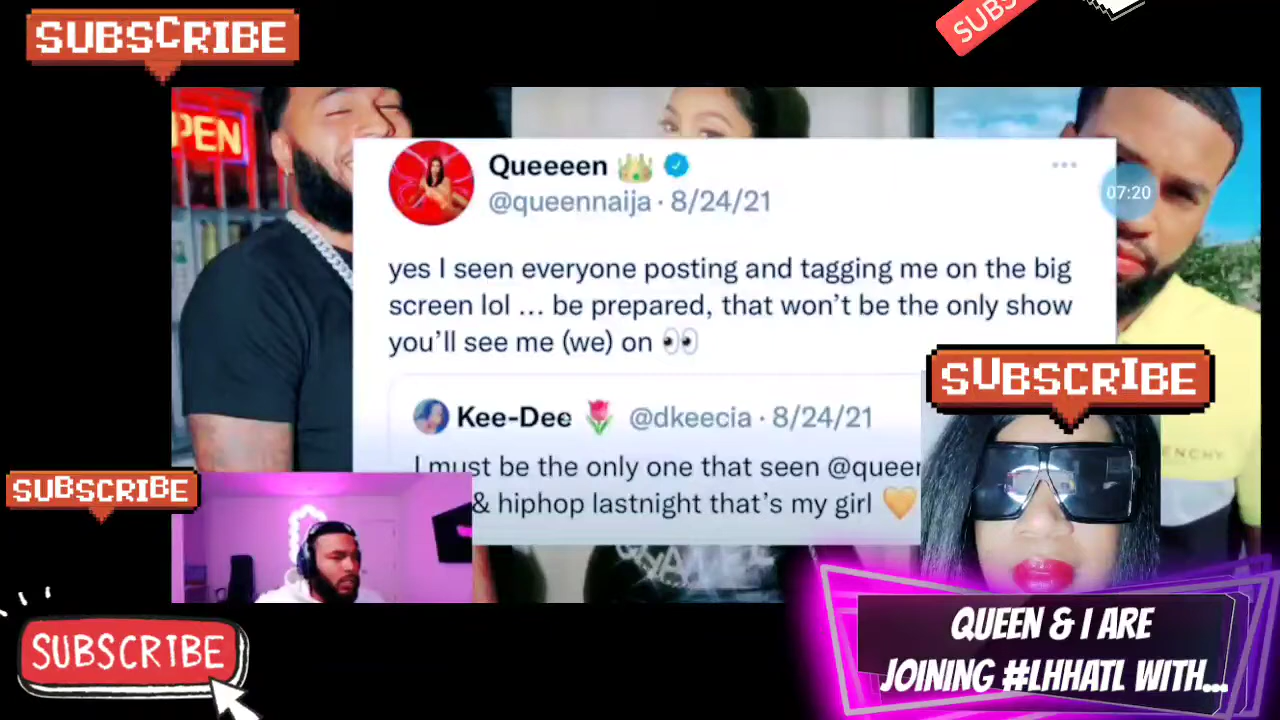 SUBSCRIBE
SUBS
PEN
Queeeen 👑
@queennaija · 8/24/21
07:20
yes I seen everyone posting and tagging me on the big
screen lol ... be prepared, that won't be the only show
you'll see me (we) on 👀
SUBSCRIBE
Kee-Dee 🌷 @dkeecia · 8/24/21
I must be the only one that seen @queen
& hiphop lastnight that's my girl 🧡
VENCHY
SUBSCRIBE
SUBSCRIBE
QUEEN & I ARE
JOINING #LHHATL WITH...